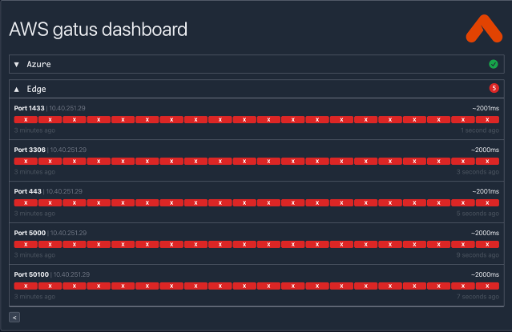 AWS gatus dashboard
▼ Azure
▲ Edge 5
Port 1433 | 10.40.251.29 ~2001ms
X X X X X X X X X X X X X X X X X X X X
3 minutes ago 1 second ago
Port 3306 | 10.40.251.29 ~2000ms
X X X X X X X X X X X X X X X X X X X X
3 minutes ago 3 seconds ago
Port 443 | 10.40.251.29 ~2001ms
X X X X X X X X X X X X X X X X X X X X
3 minutes ago 5 seconds ago
Port 5000 | 10.40.251.29 ~2000ms
X X X X X X X X X X X X X X X X X X X X
3 minutes ago 9 seconds ago
Port 50100 | 10.40.251.29 ~2000ms
X X X X X X X X X X X X X X X X X X X X
3 minutes ago 7 seconds ago
<